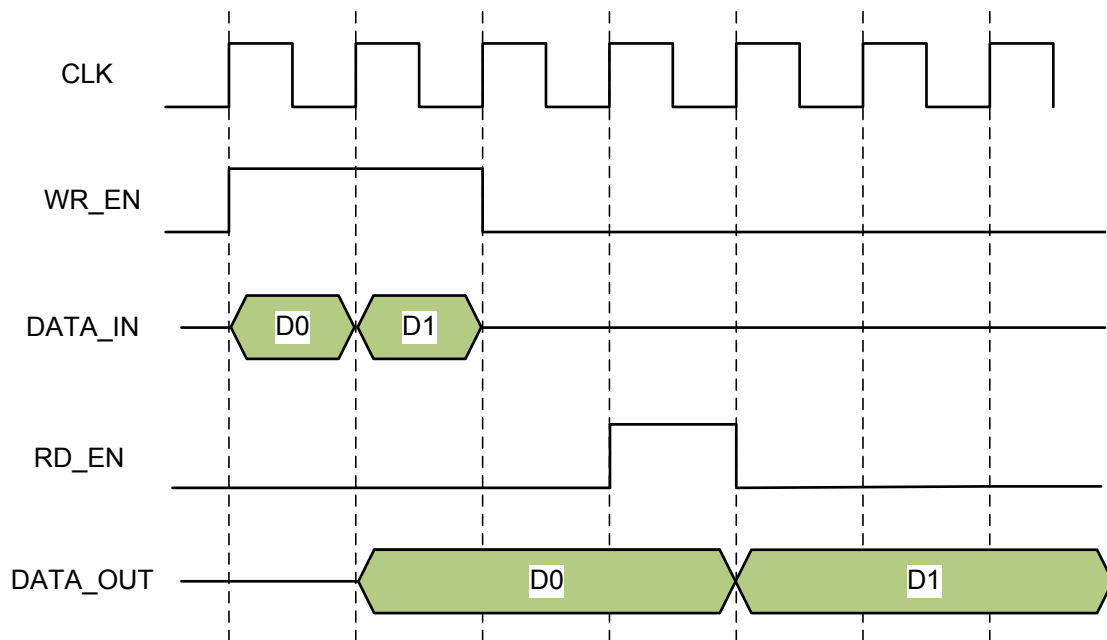 CLK
WR_EN
DATA_IN
D0
D1
RD_EN
DATA_OUT
D0
D1